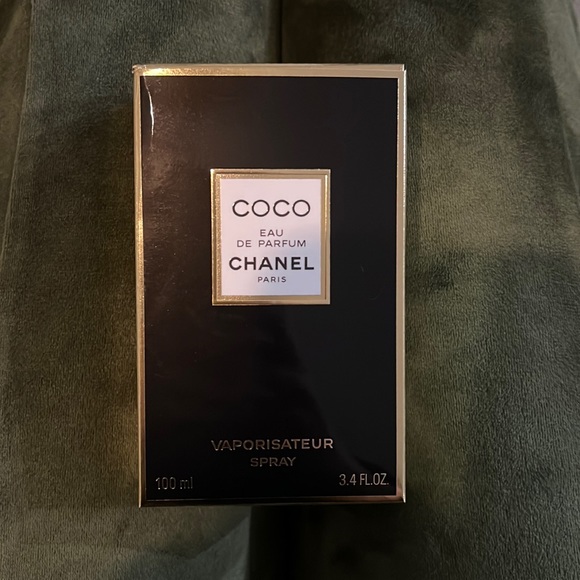 COCO
EAU
DE PARFUM
CHANEL
PARIS
VAPORISATEUR
SPRAY
100 ml 3.4 FL.OZ.